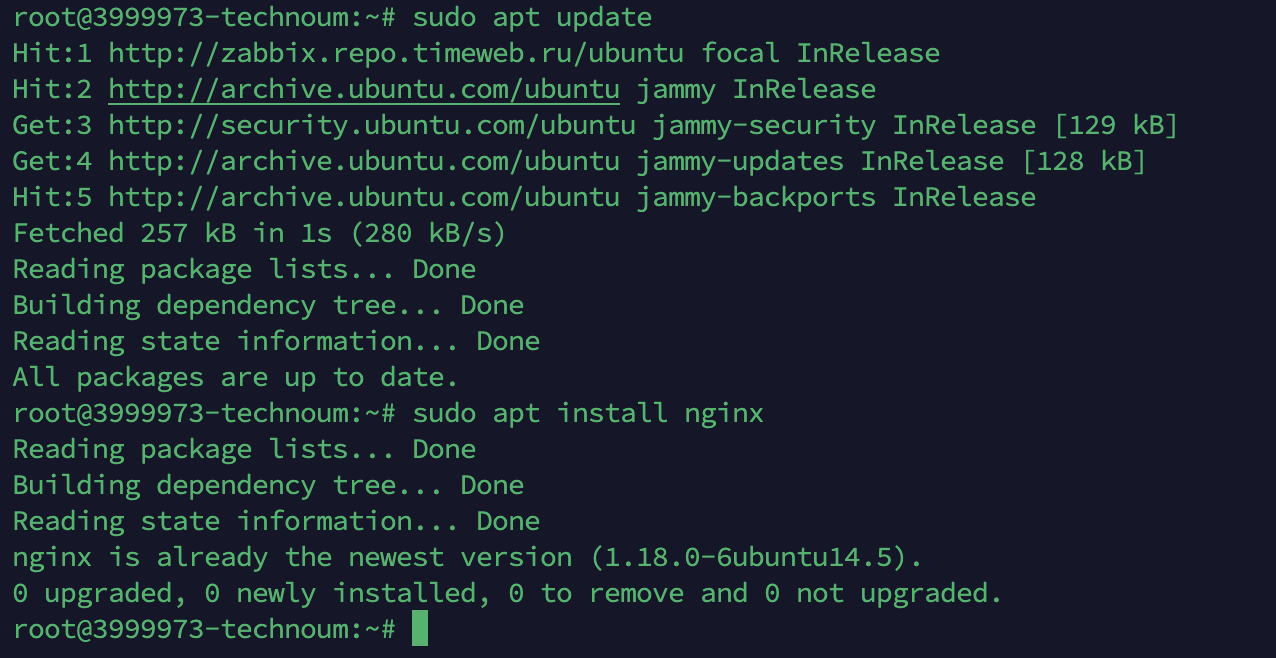 root@3999973-technoum:~# sudo apt update
Hit:1 http://zabbix.repo.timeweb.ru/ubuntu focal InRelease
Hit:2 http://archive.ubuntu.com/ubuntu jammy InRelease
Get:3 http://security.ubuntu.com/ubuntu jammy-security InRelease [129 kB]
Get:4 http://archive.ubuntu.com/ubuntu jammy-updates InRelease [128 kB]
Hit:5 http://archive.ubuntu.com/ubuntu jammy-backports InRelease
Fetched 257 kB in 1s (280 kB/s)
Reading package lists... Done
Building dependency tree... Done
Reading state information... Done
All packages are up to date.
root@3999973-technoum:~# sudo apt install nginx
Reading package lists... Done
Building dependency tree... Done
Reading state information... Done
nginx is already the newest version (1.18.0-6ubuntu14.5).
0 upgraded, 0 newly installed, 0 to remove and 0 not upgraded.
root@3999973-technoum:~#